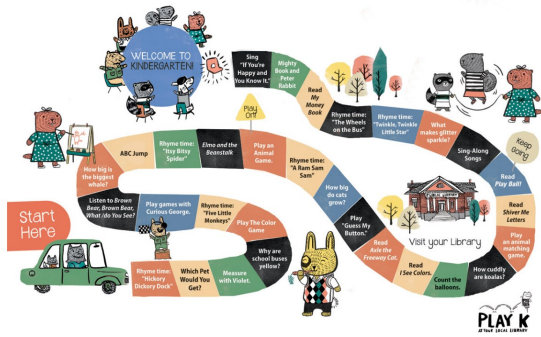 Start
Here
Rhyme time:
"Hickory
Dickory Dock"
Which Pet
Would You
Get?
Measure
with Violet.
Why are
school buses
yellow?
Play The Color
Game
Rhyme time:
"Five Little
Monkeys"
Play games with
Curious George.
Listen to Brown
Bear, Brown Bear,
What do You See?
How big is
the biggest
whale?
ABC Jump
Rhyme time:
"Itsy Bitsy
Spider"
Elmo and the
Beanstalk
Play
Off
Play an
Animal
Game.
Rhyme time:
"A Ram Sam
Sam"
How big
do cats
grow?
Play
"Guess My
Button."
Read
Axle the
Freeway Cat.
Read
I See Colors.
Count the
balloons.
How cuddly
are koalas?
Play
an animal
matching
game.
Read
Shiver Me
Letters
Read
Play Ball!
Keep
Going
Sing-Along
Songs
What
makes glitter
sparkle?
Rhyme time:
"Twinkle, Twinkle
Little Star"
Rhyme time:
"The Wheels
on the Bus"
Read
My
Money
Book
Mighty
Book and
Peter
Rabbit
Sing
"If You're
Happy and
You Know It."
WELCOME TO
KINDERGARTEN!
PUBLIC LIBRARY
Visit your Library
PLAY K
AT YOUR LOCAL LIBRARY